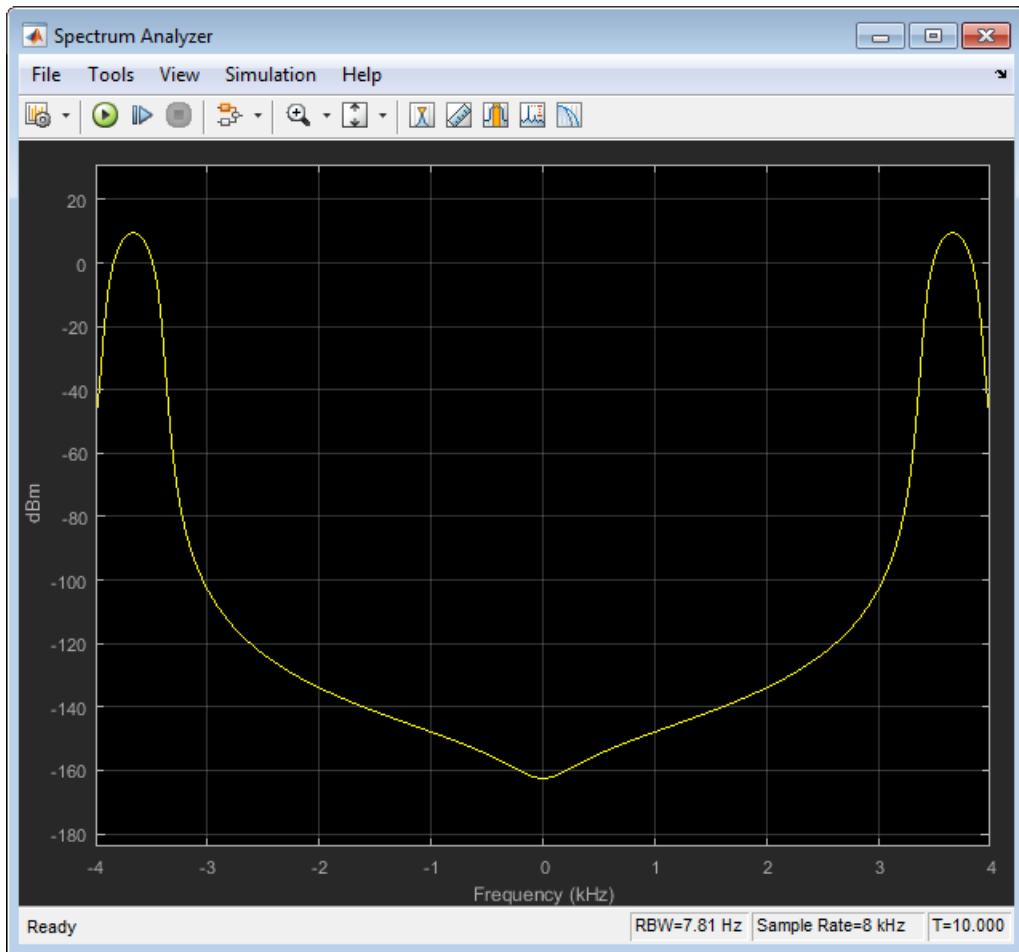 Spectrum Analyzer
File Tools View Simulation Help
20
0
-20
-40
-60
-80
-100
-120
-140
-160
-180
dBm
-4 -3 -2 -1 0 1 2 3 4
Frequency (kHz)
Ready RBW=7.81 Hz Sample Rate=8 kHz T=10.000